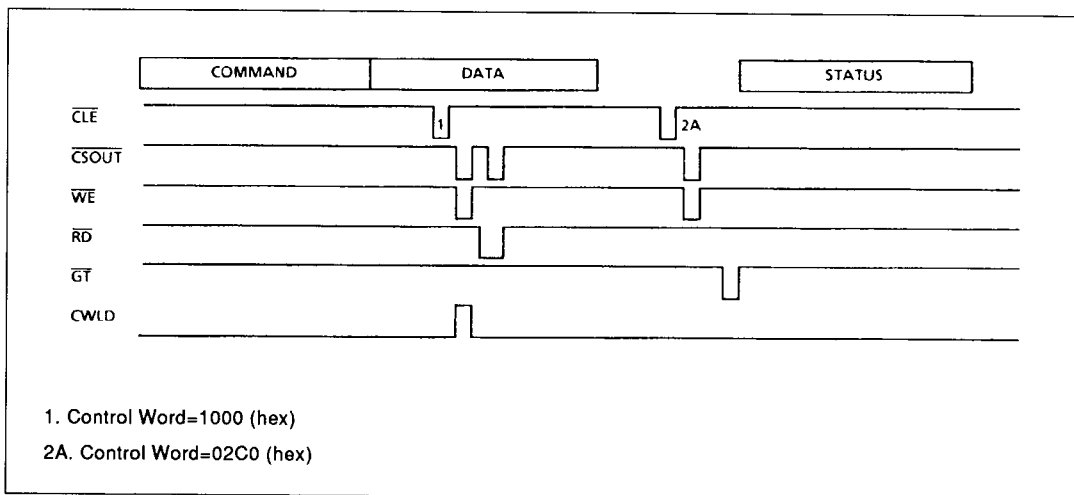 COMMAND DATA STATUS
CLE 1 2A
CSOUT
WE
RD
GT
CWLD
1. Control Word=1000 (hex)
2A. Control Word=02C0 (hex)